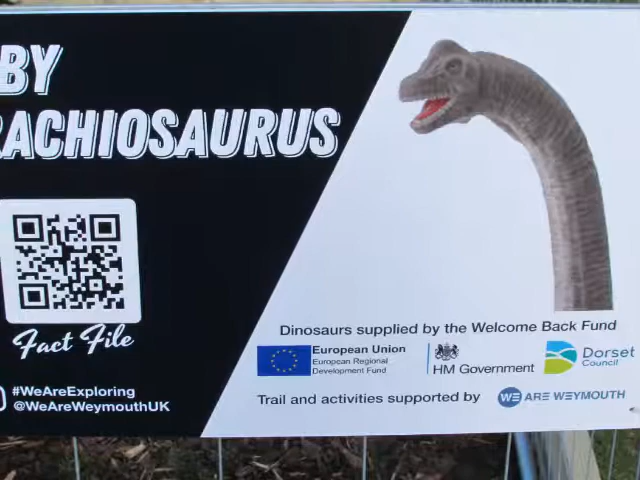 BY
RACHIOSAURUS
Fact File
#WeAreExploring
@WeAreWeymouthUK
Dinosaurs supplied by the Welcome Back Fund
European Union
European Regional
Development Fund
HM Government
Dorset
Council
Trail and activities supported by
WE ARE WEYMOUTH